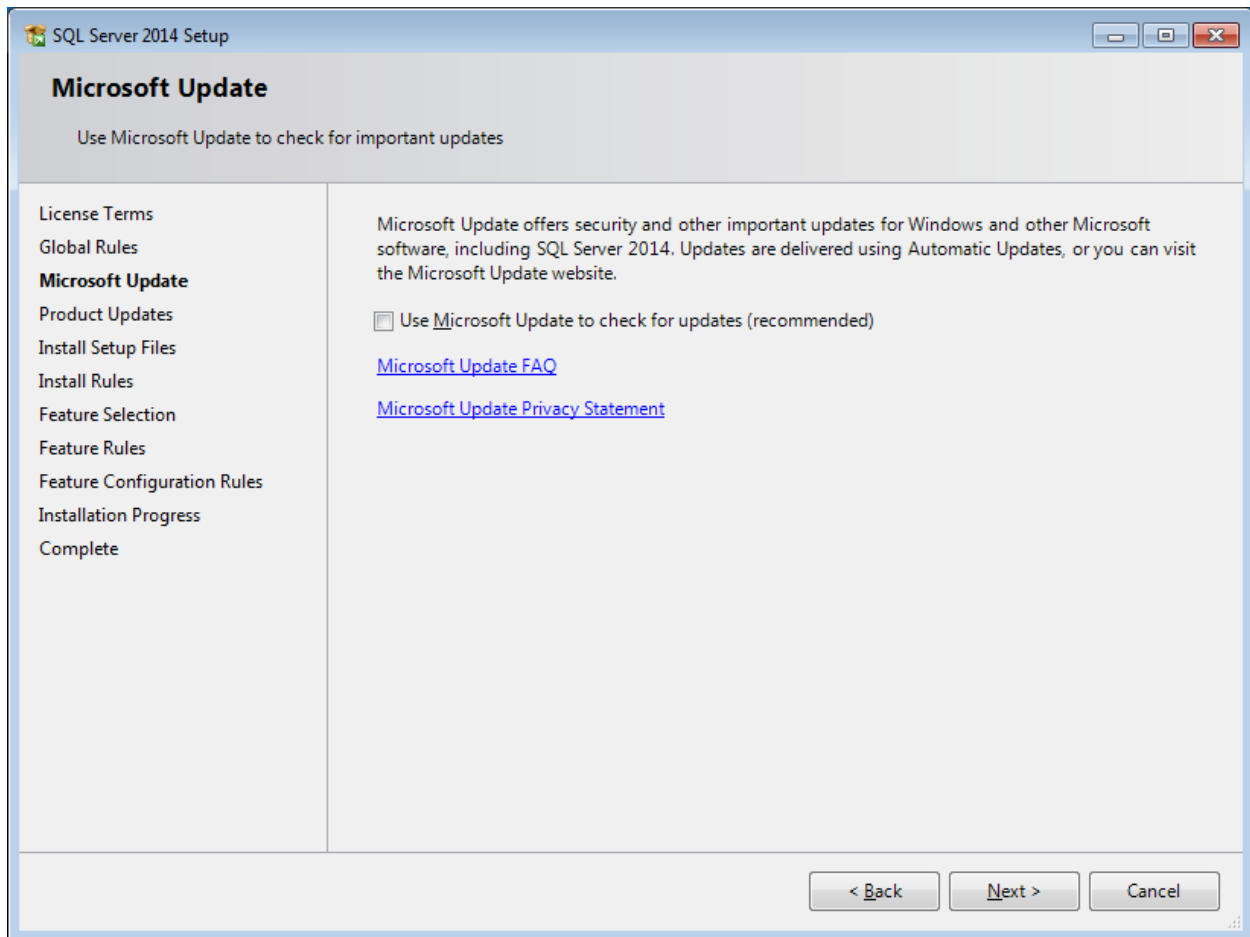 SQL Server 2014 Setup
Microsoft Update
Use Microsoft Update to check for important updates
License Terms
Global Rules
Microsoft Update
Product Updates
Install Setup Files
Install Rules
Feature Selection
Feature Rules
Feature Configuration Rules
Installation Progress
Complete
Microsoft Update offers security and other important updates for Windows and other Microsoft
software, including SQL Server 2014. Updates are delivered using Automatic Updates, or you can visit
the Microsoft Update website.
Use Microsoft Update to check for updates (recommended)
Microsoft Update FAQ
Microsoft Update Privacy Statement
< Back Next > Cancel